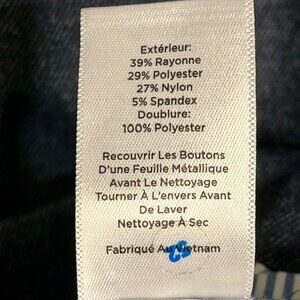 Extérieur:
39% Rayonne
29% Polyester
27% Nylon
5% Spandex
Doublure:
100% Polyester
Recouvrir Les Boutons
D'une Feuille Métallique
Avant Le Nettoyage
Tourner À L'envers Avant
De Laver
Nettoyage À Sec
Fabriqué Au Vietnam